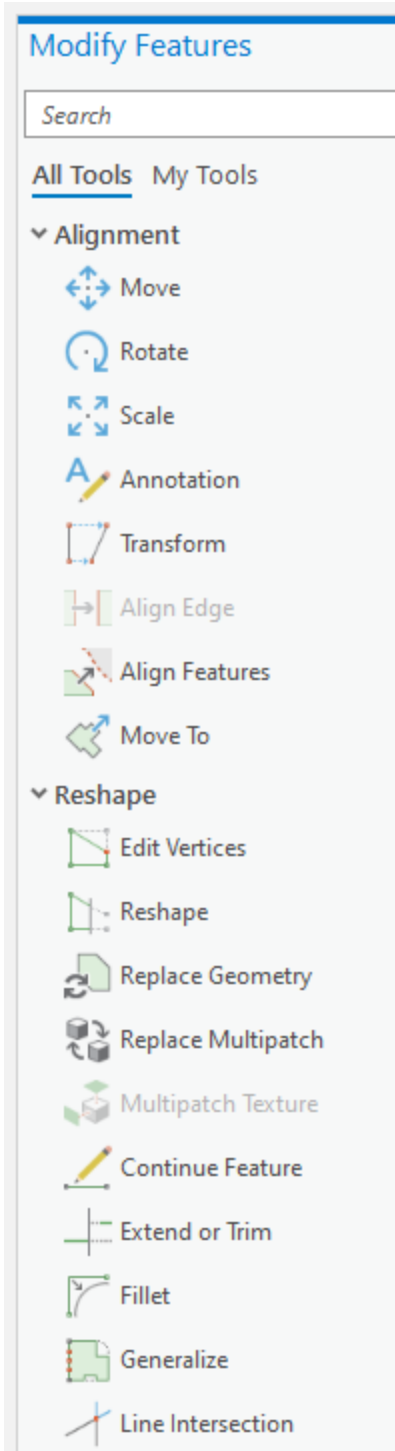 Modify Features
Search
All Tools My Tools
Alignment
Move
Rotate
Scale
Annotation
Transform
Align Edge
Align Features
Move To
Reshape
Edit Vertices
Reshape
Replace Geometry
Replace Multipatch
Multipatch Texture
Continue Feature
Extend or Trim
Fillet
Generalize
Line Intersection